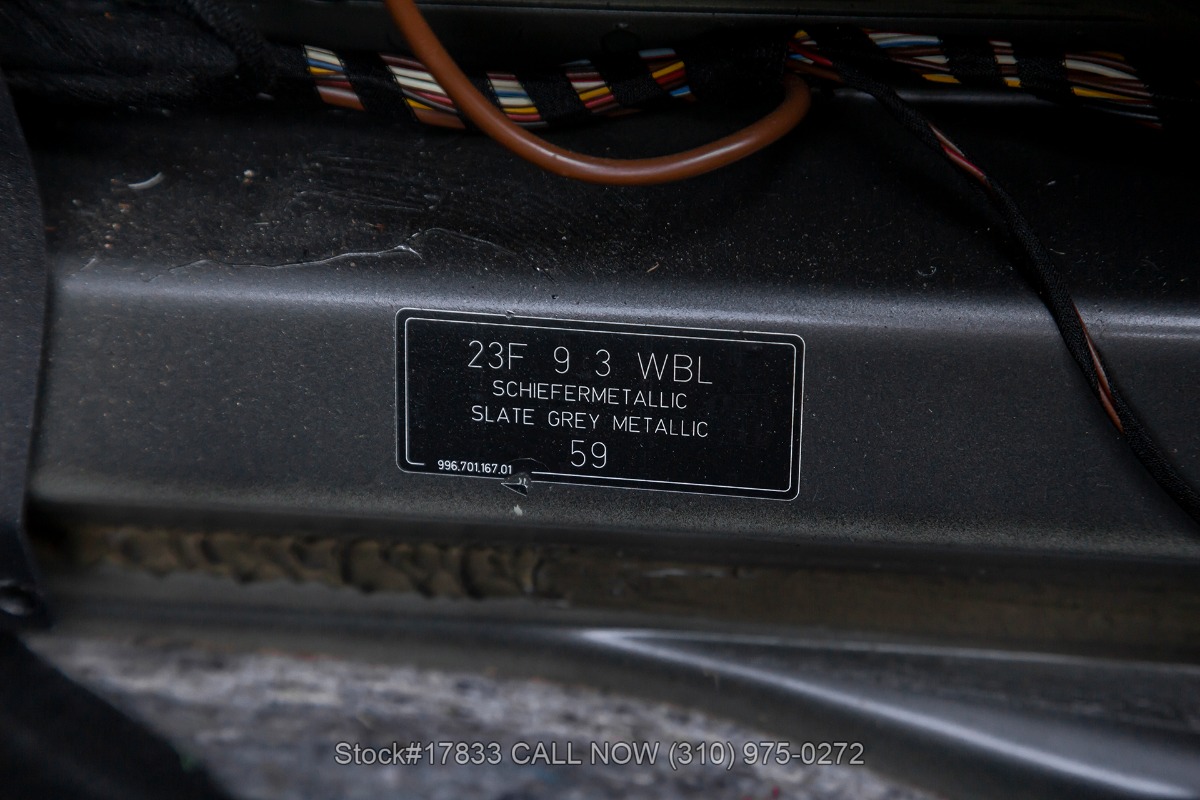 23F 9 3 WBL
SCHIEFERMETALLIC
SLATE GREY METALLIC
59
996.701.167.01
Stock#17833 CALL NOW (310) 975-0272